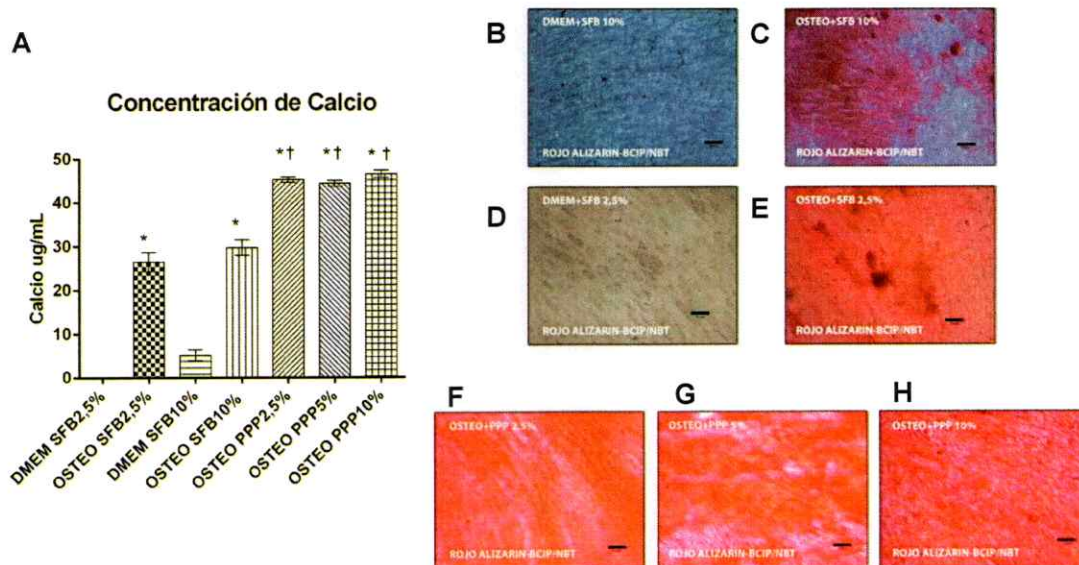 A
Concentración de Calcio
Calcio ug/mL
50
40
30
20
10
0
*
*
*†
*†
*†
DMEM SFB2,5%
OSTEO SFB2,5%
DMEM SFB10%
OSTEO SFB10%
OSTEO PPP2,5%
OSTEO PPP5%
OSTEO PPP10%
B
DMEM+SFB 10%
ROJO ALIZARIN-BCIP/NBT
C
OSTEO+SFB 10%
ROJO ALIZARIN-BCIP/NBT
D
DMEM+SFB 2,5%
ROJO ALIZARIN-BCIP/NBT
E
OSTEO+SFB 2,5%
ROJO ALIZARIN-BCIP/NBT
F
OSTEO+PPP 2,5%
ROJO ALIZARIN-BCIP/NBT
G
OSTEO+PPP 5%
ROJO ALIZARIN-BCIP/NBT
H
OSTEO+PPP 10%
ROJO ALIZARIN-BCIP/NBT